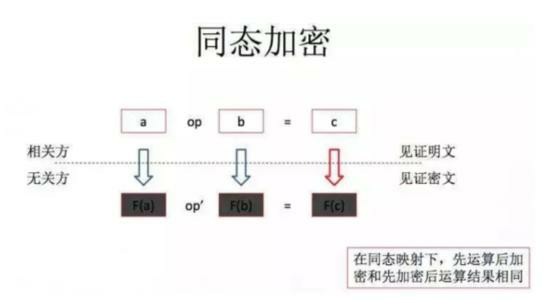 同态加密
a op b = c
相关方 见证明文
无关方 见证密文
F(a) op’ F(b) = F(c)
在同态映射下，先运算后加
密和先加密后运算结果相同